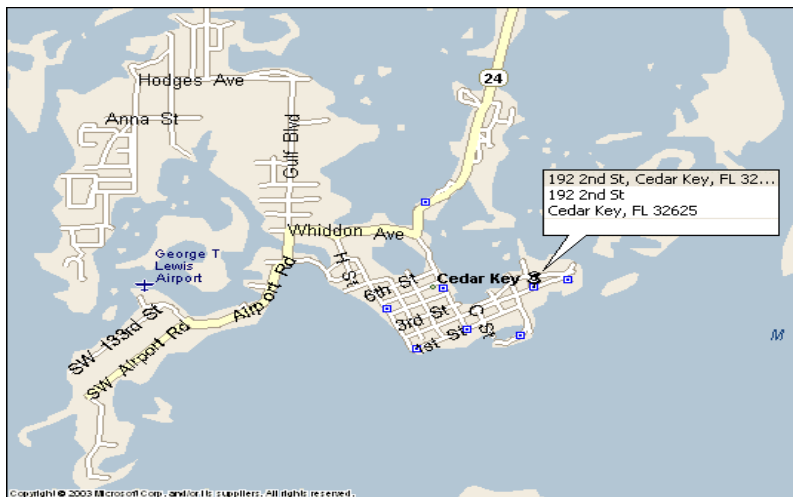 24
Hodges Ave
Anna St
Gulf Blvd
192 2nd St, Cedar Key, FL 32...
192 2nd St
Cedar Key, FL 32625
Whiddon Ave
George T
Lewis
Airport
H St
6th St
Cedar Key
Airport Rd
3rd St
C St
1st St
SW 133rd St
SW Airport Rd
M
Copyright © 2003 Microsoft Corp. and/or its suppliers. All rights reserved.